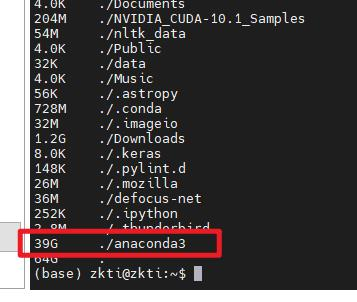 4.0K ./Documents
204M ./NVIDIA_CUDA-10.1_Samples
54M ./nltk_data
4.0K ./Public
32K ./data
4.0K ./Music
56K ./.astropy
728M ./.conda
32M ./.imageio
1.2G ./Downloads
8.0K ./.keras
148K ./.pylint.d
26M ./.mozilla
36M ./defocus-net
252K ./.ipython
2.8M ./.thunderbird
39G ./anaconda3
64G .
(base) zkti@zkti:~$